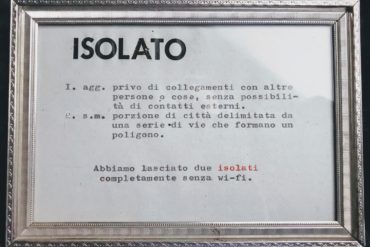 ISOLATO
I. agg. privo di collegamenti con altre
persone o cose, senza possibili-
tà di contatti esterni.
2. s.m. porzione di città delimitata da
una serie di vie che formano un
poligono.
Abbiamo lasciato due isolati
completamente senza wi-fi.